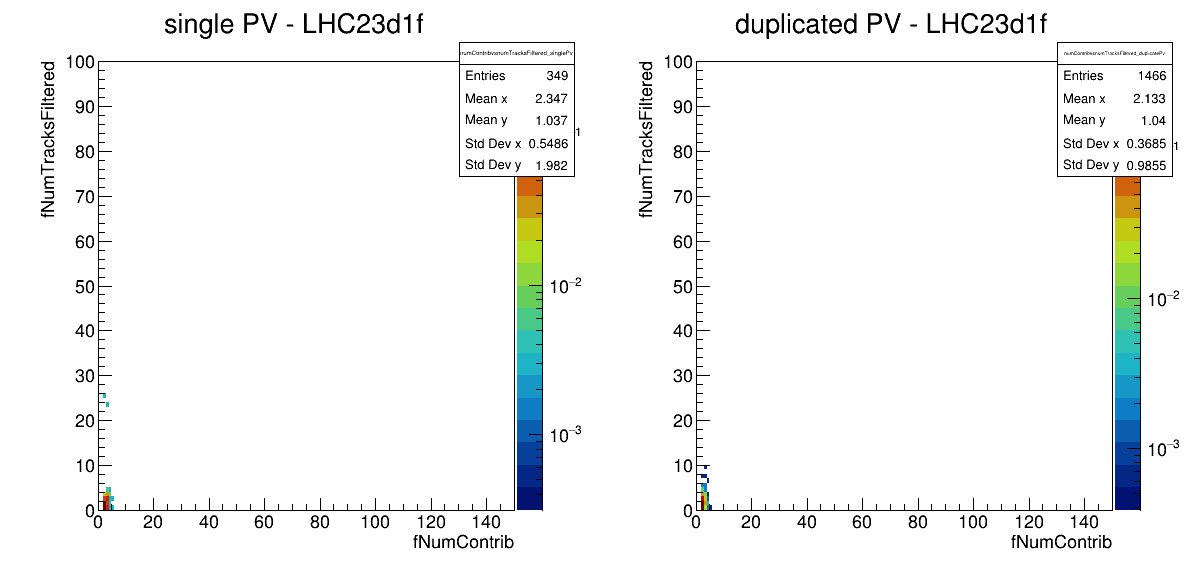 single PV - LHC23d1f
fNumTracksFiltered
Entries 349
Mean x 2.347
Mean y 1.037
Std Dev x 0.5486
Std Dev y 1.982
100
90
80
70
60
50
40
30
20
10
0
0 20 40 60 80 100 120 140
fNumContrib
1
10−2
10−3
duplicated PV - LHC23d1f
fNumTracksFiltered
Entries 1466
Mean x 2.133
Mean y 1.04
Std Dev x 0.3685
Std Dev y 0.9855
100
90
80
70
60
50
40
30
20
10
0
0 20 40 60 80 100 120 140
fNumContrib
1
10−2
10−3